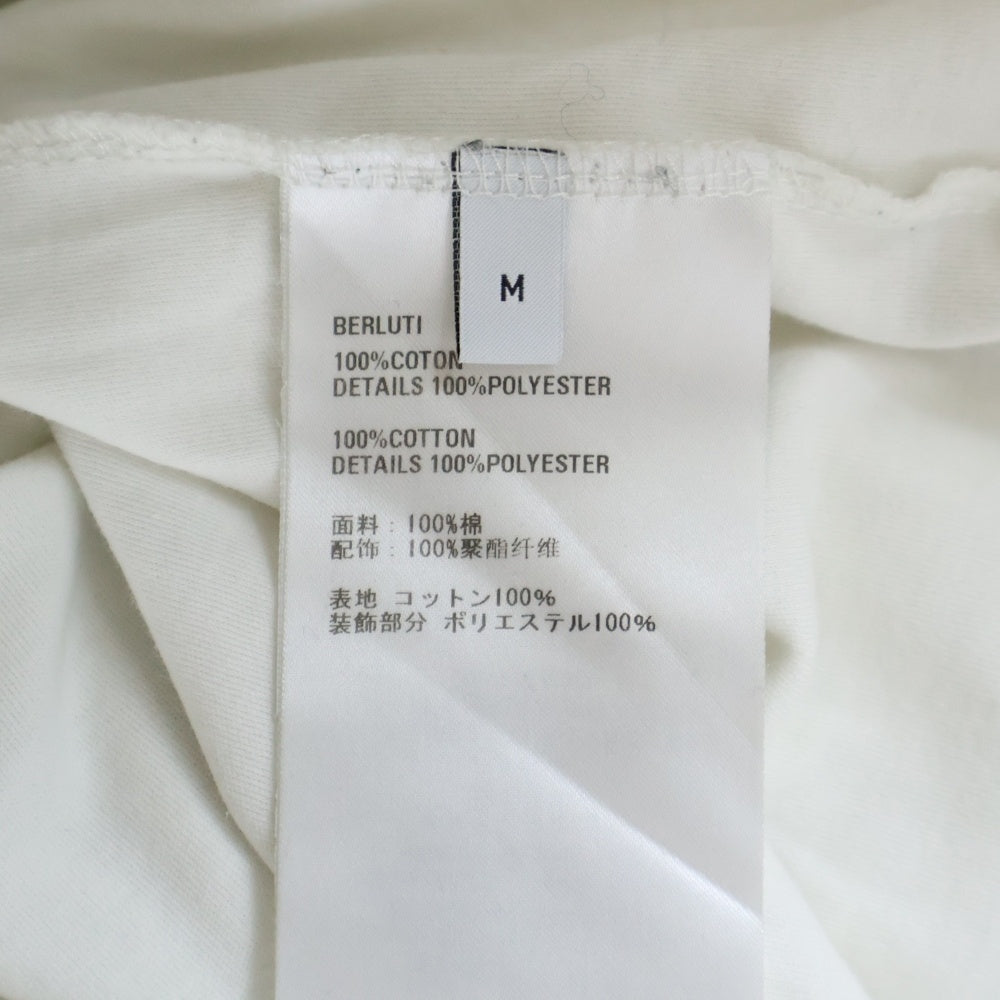 M
BERLUTI
100%COTON
DETAILS 100%POLYESTER
100%COTTON
DETAILS 100%POLYESTER
面料：100%棉
配饰：100%聚酯纤维
表地 コットン100%
装飾部分 ポリエステル100%